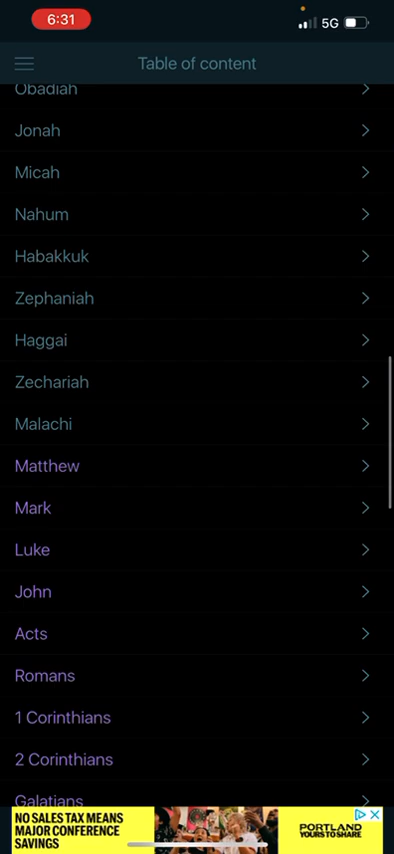 6:31
5G
Table of content
Obadiah
Jonah
Micah
Nahum
Habakkuk
Zephaniah
Haggai
Zechariah
Malachi
Matthew
Mark
Luke
John
Acts
Romans
1 Corinthians
2 Corinthians
Galatians
NO SALES TAX MEANS
MAJOR CONFERENCE
SAVINGS
PORTLAND
YOURS TO SHARE